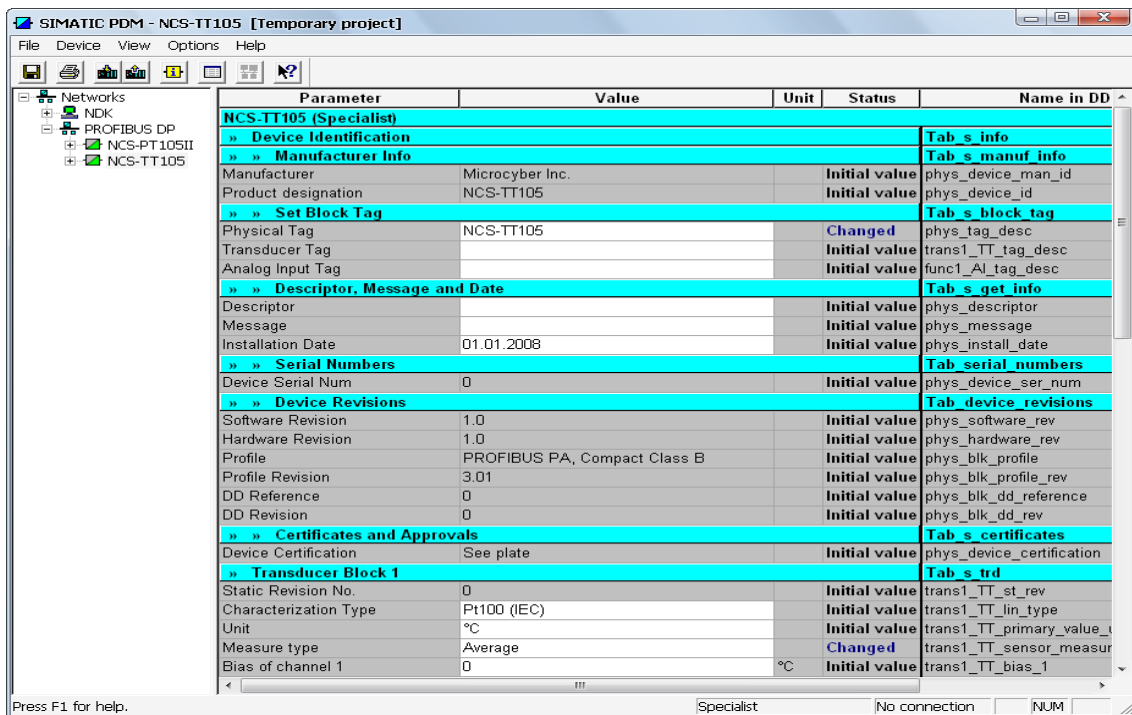 SIMATIC PDM - NCS-TT105 [Temporary project]
File Device View Options Help
Networks
NDK
PROFIBUS DP
NCS-PT105II
NCS-TT105
Parameter Value Unit Status Name in DD
NCS-TT105 (Specialist)
» Device Identification Tab_s_info
» » Manufacturer Info Tab_s_manuf_info
Manufacturer Microcyber Inc. Initial value phys_device_man_id
Product designation NCS-TT105 Initial value phys_device_id
» » Set Block Tag Tab_s_block_tag
Physical Tag NCS-TT105 Changed phys_tag_desc
Transducer Tag Initial value trans1_TT_tag_desc
Analog Input Tag Initial value func1_AI_tag_desc
» » Descriptor, Message and Date Tab_s_get_info
Descriptor Initial value phys_descriptor
Message Initial value phys_message
Installation Date 01.01.2008 Initial value phys_install_date
» » Serial Numbers Tab_serial_numbers
Device Serial Num 0 Initial value phys_device_ser_num
» » Device Revisions Tab_device_revisions
Software Revision 1.0 Initial value phys_software_rev
Hardware Revision 1.0 Initial value phys_hardware_rev
Profile PROFIBUS PA, Compact Class B Initial value phys_blk_profile
Profile Revision 3.01 Initial value phys_blk_profile_rev
DD Reference 0 Initial value phys_blk_dd_reference
DD Revision 0 Initial value phys_blk_dd_rev
» » Certificates and Approvals Tab_s_certificates
Device Certification See plate Initial value phys_device_certification
» Transducer Block 1 Tab_s_trd
Static Revision No. 0 Initial value trans1_TT_st_rev
Characterization Type Pt100 (IEC) Initial value trans1_TT_lin_type
Unit °C Initial value trans1_TT_primary_value_u
Measure type Average Changed trans1_TT_sensor_measur
Bias of channel 1 0 °C Initial value trans1_TT_bias_1
Press F1 for help. Specialist No connection NUM